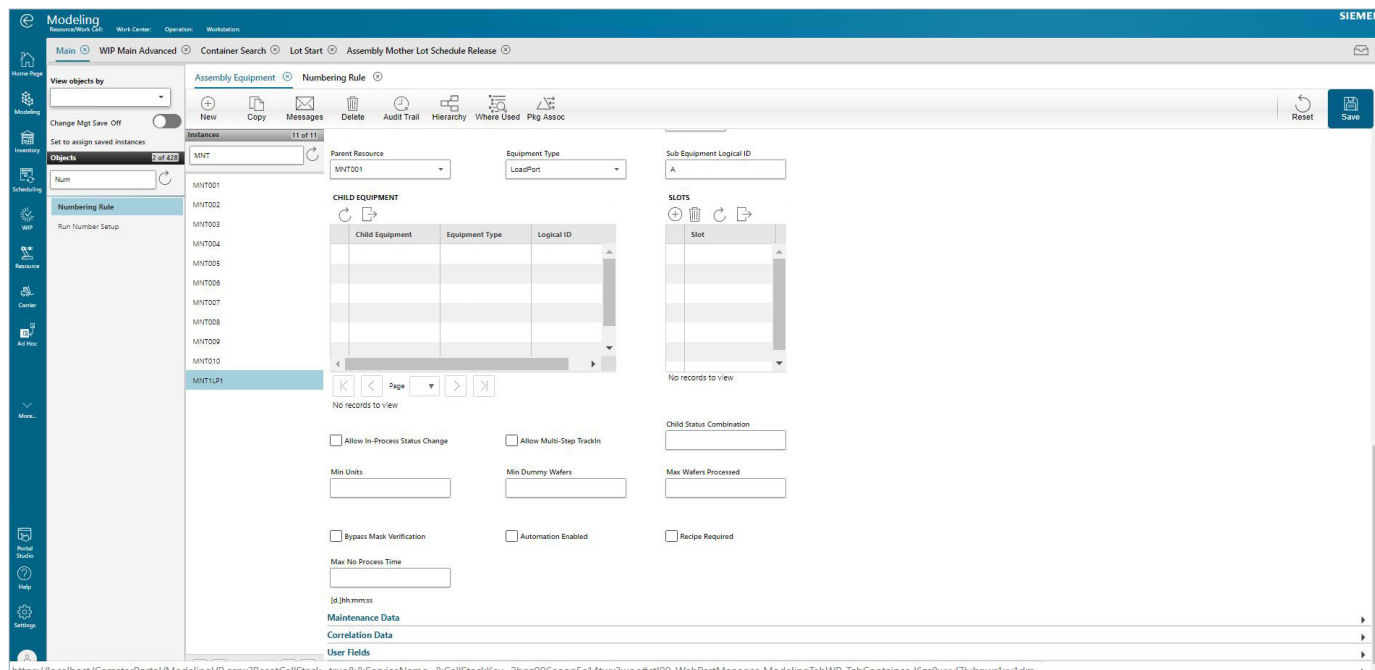 Modeling
SIEMEN
Resource/Work Cell: Work Center: Operation: Workstation:
Main WIP Main Advanced Container Search Lot Start Assembly Mother Lot Schedule Release
Home Page
Modeling
Inventory
Scheduling
WIP
Resource
Carrier
Ad Hoc
More...
Portal Studio
Help
Settings
View objects by
Change Mgt Save Off
Set to assign saved instances
Objects 2 of 428
Num
Numbering Rule
Run Number Setup
Assembly Equipment Numbering Rule
New Copy Messages Delete Audit Trail Hierarchy Where Used Pkg Assoc Reset Save
Instances 11 of 11
MNT
MNT001
MNT002
MNT003
MNT004
MNT005
MNT006
MNT007
MNT008
MNT009
MNT010
MNT1LP1
Parent Resource Equipment Type Sub Equipment Logical ID
MNT001 LoadPort A
CHILD EQUIPMENT SLOTS
Child Equipment Equipment Type Logical ID Slot
Page
No records to view
No records to view
Allow In-Process Status Change Allow Multi-Step TrackIn Child Status Combination
Min Units Min Dummy Wafers Max Wafers Processed
Bypass Mask Verification Automation Enabled Recipe Required
Max No Process Time
[d.]hh:mm:ss
Maintenance Data
Correlation Data
User Fields